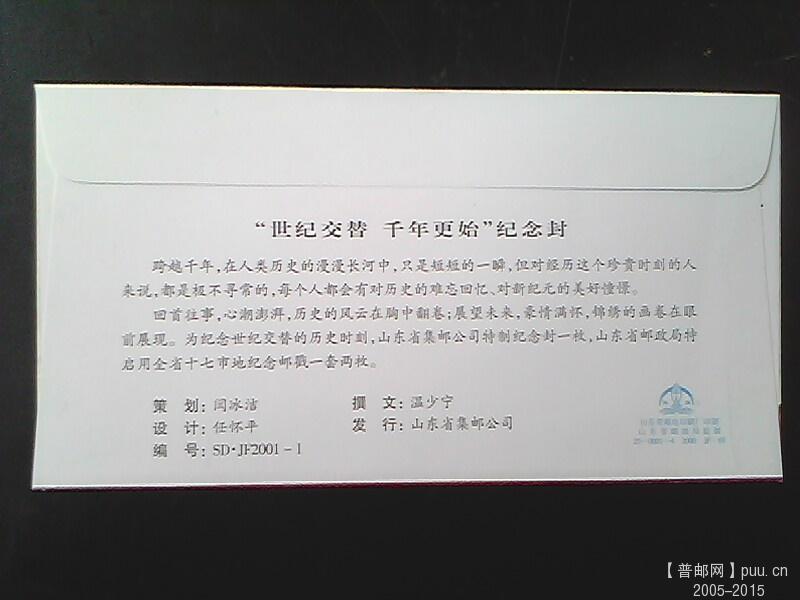 “世纪交替 千年更始”纪念封
跨越千年，在人类历史的漫漫长河中，只是短短的一瞬，但对经历这个珍贵时刻的人
来说，都是极不寻常的，每个人都会有对历史的难忘回忆、对新纪元的美好憧憬。
回首往事，心潮澎湃，历史的风云在胸中翻卷；展望未来，豪情满怀，锦绣的画卷在眼
前展现。为纪念世纪交替的历史时刻，山东省集邮公司特制纪念封一枚，山东省邮政局特
启用全省十七市地纪念邮戳一套两枚。
策 划：闫冰洁 撰 文：温少宁
设 计：任怀平 发 行：山东省集邮公司
编 号：SD·JF2001-1
【普邮网】puu.cn
2005-2015